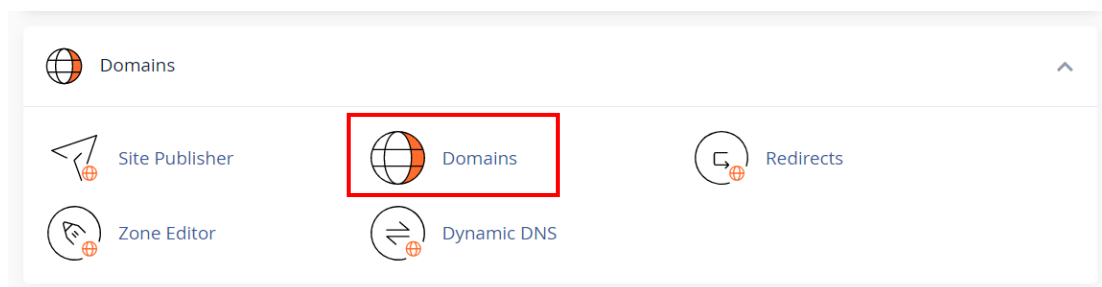 Domains
Site Publisher
Domains
Redirects
Zone Editor
Dynamic DNS